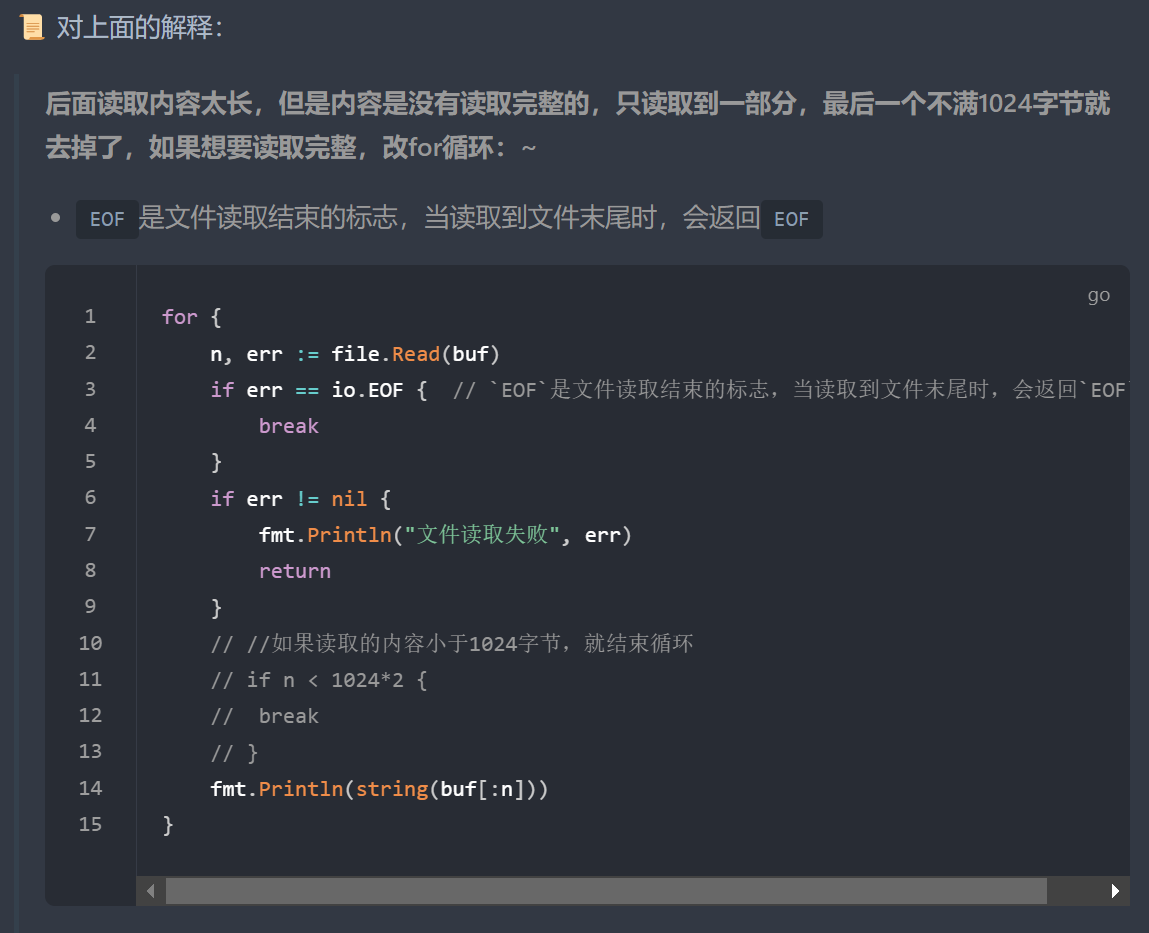 📜 对上面的解释：
后面读取内容太长，但是内容是没有读取完整的，只读取到一部分，最后一个不满1024字节就
去掉了，如果想要读取完整，改for循环：~
• EOF是文件读取结束的标志，当读取到文件末尾时，会返回EOF
go
1 for {
2     n, err := file.Read(buf)
3     if err == io.EOF {  // `EOF`是文件读取结束的标志，当读取到文件末尾时，会返回`EOF`
4         break
5     }
6     if err != nil {
7         fmt.Println("文件读取失败", err)
8         return
9     }
10     // //如果读取的内容小于1024字节，就结束循环
11     // if n < 1024*2 {
12     //  break
13     // }
14     fmt.Println(string(buf[:n]))
15 }